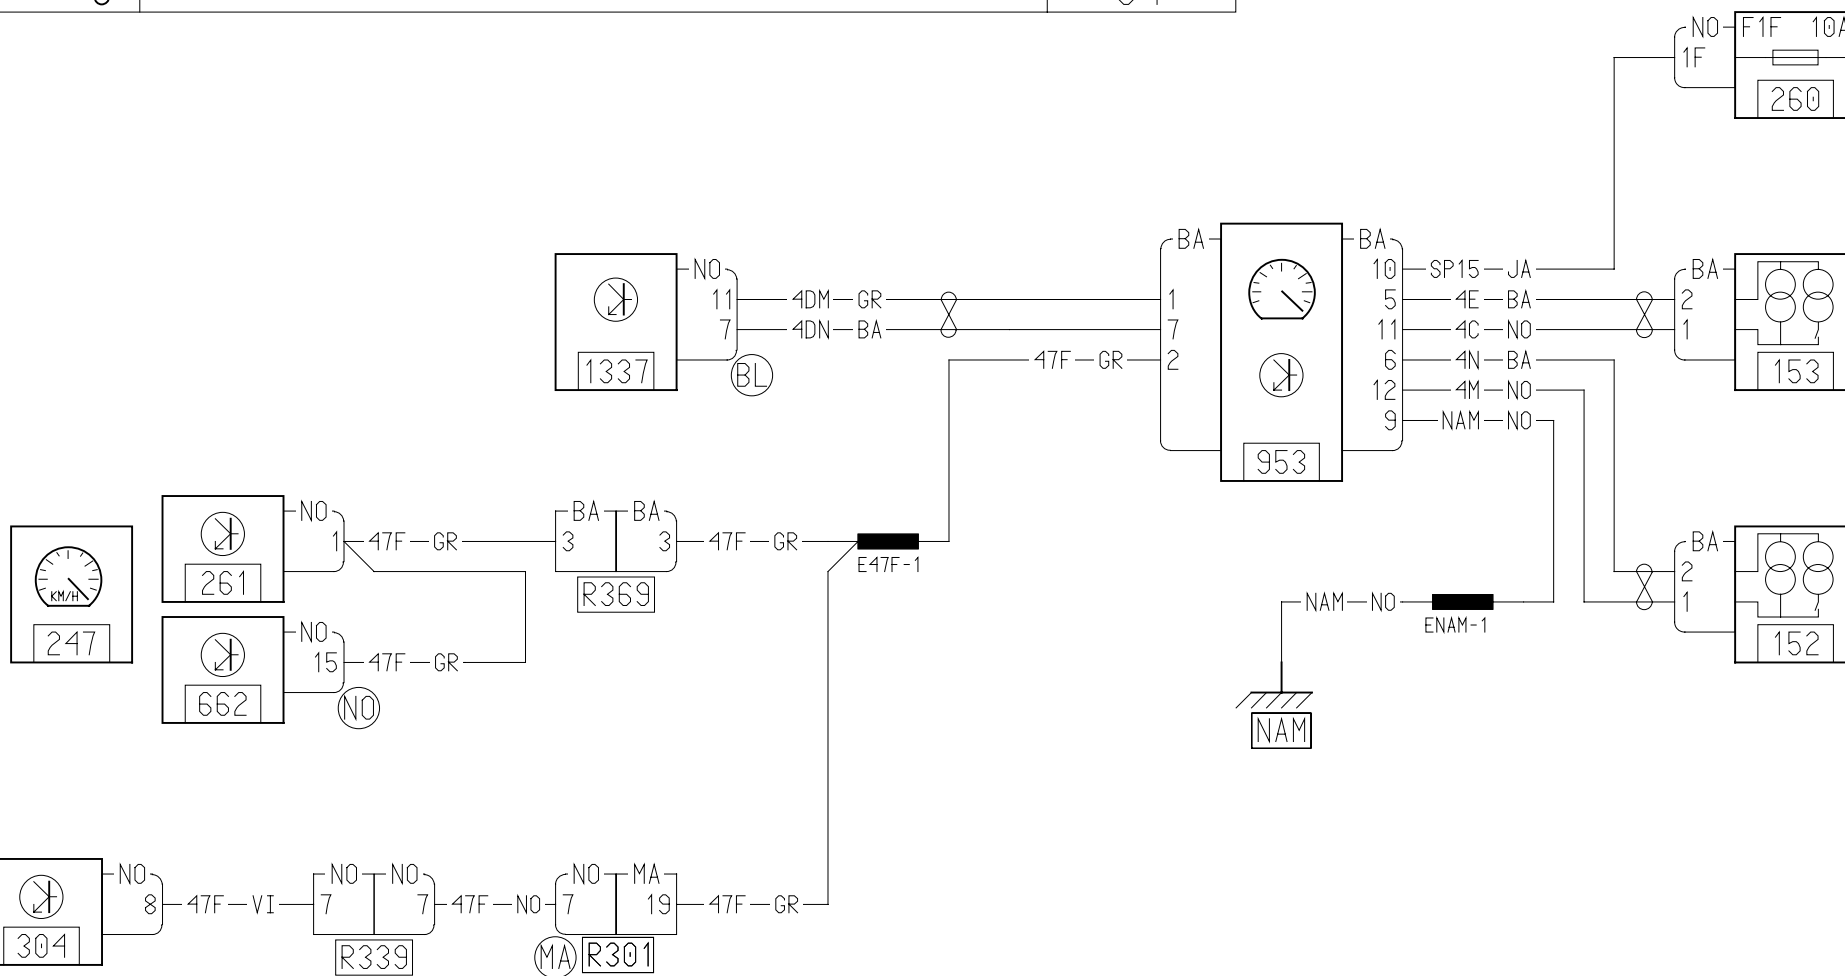 NO F1F 10A
1F
260
BA BA
10 SP15 JA
NO
11 4DM GR 1
7 4DN BA 7
1337 BL
47F GR 2
5 4E BA
11 4C NO
6 4N BA
12 4M NO
9 NAM NO
953
BA
2
1
153
NO
1 47F GR
261
BA BA
3 3 47F GR
R369
E47F-1
KM/H
247
NO
15 47F GR
662 NO
NAM NO
ENAM-1
NAM
BA
2
1
152
NO
8 47F VI
304
NO NO
7 7 47F NO
R339
NO MA
7 19 47F GR
MA R301